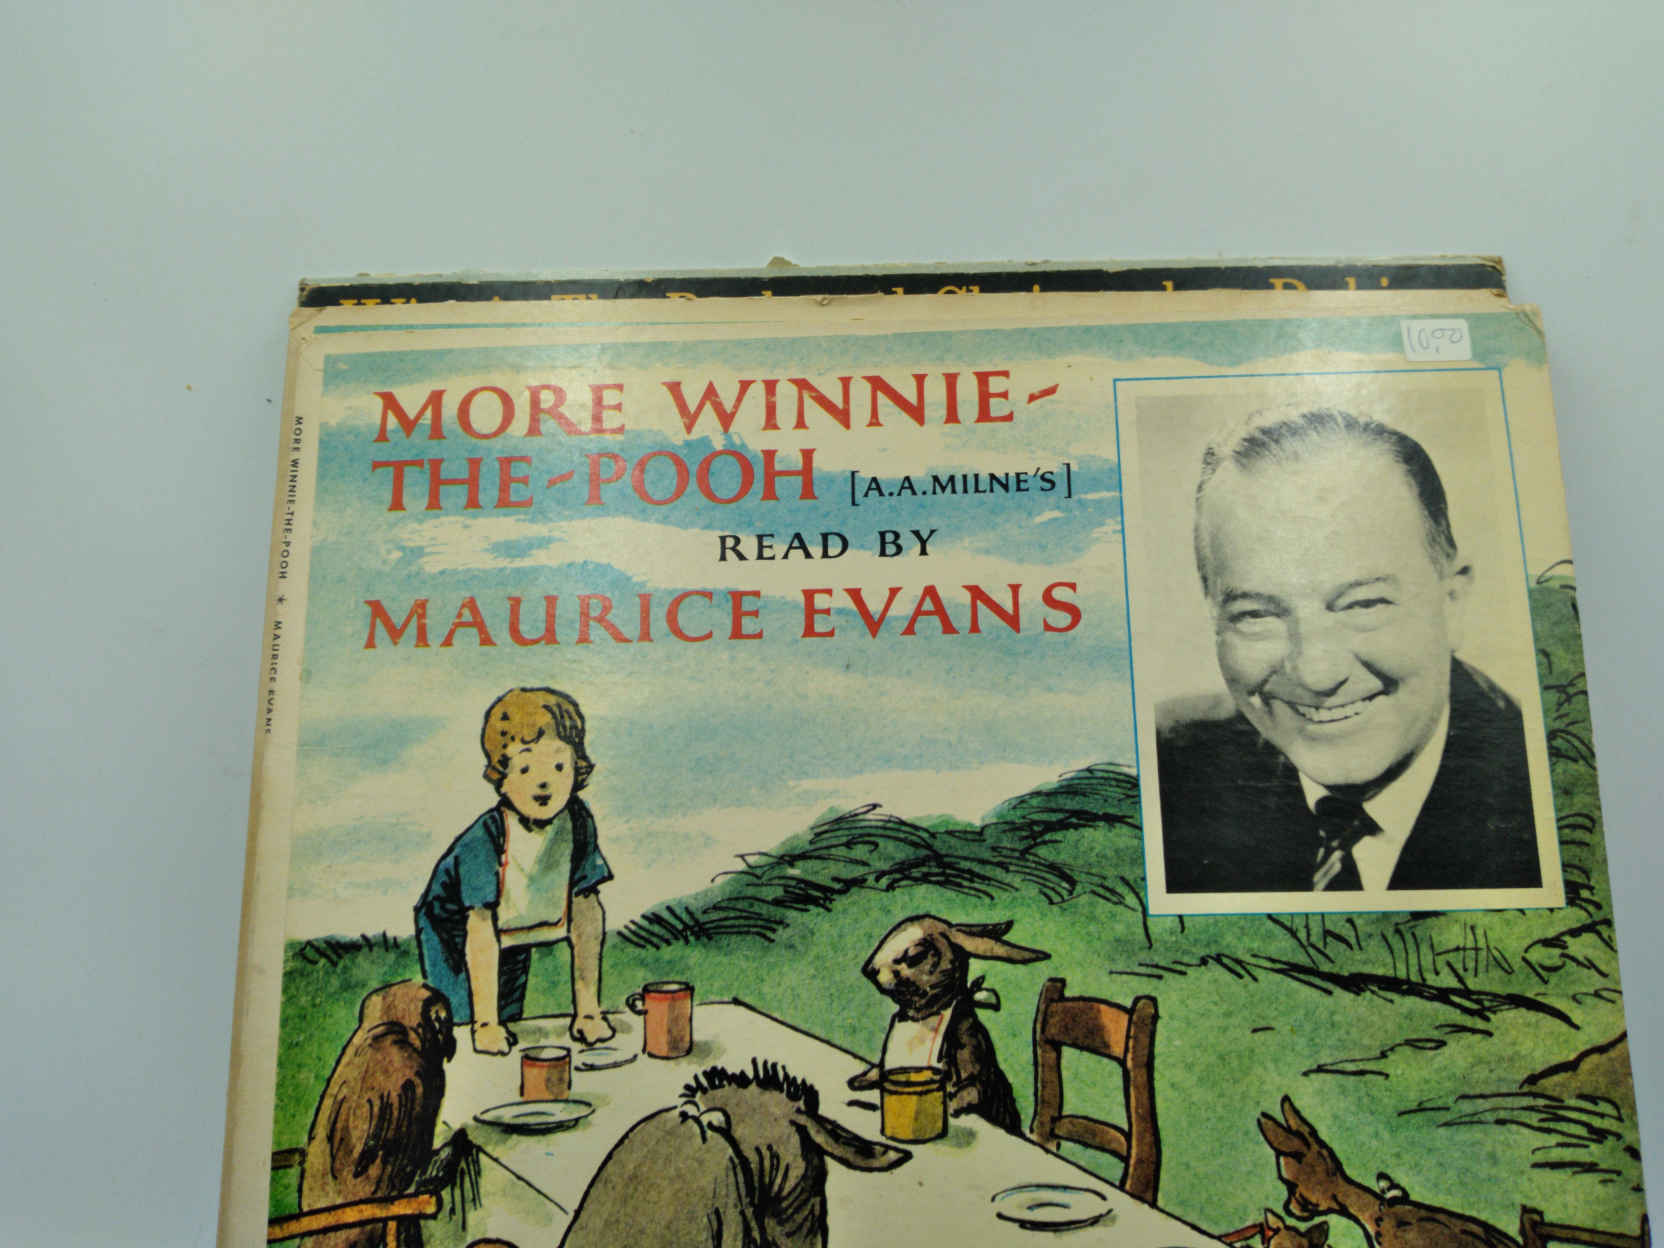 10.00
MORE WINNIE-
THE-POOH [A.A.MILNE'S]
READ BY
MAURICE EVANS
MORE WINNIE-THE-POOH * MAURICE EVANS